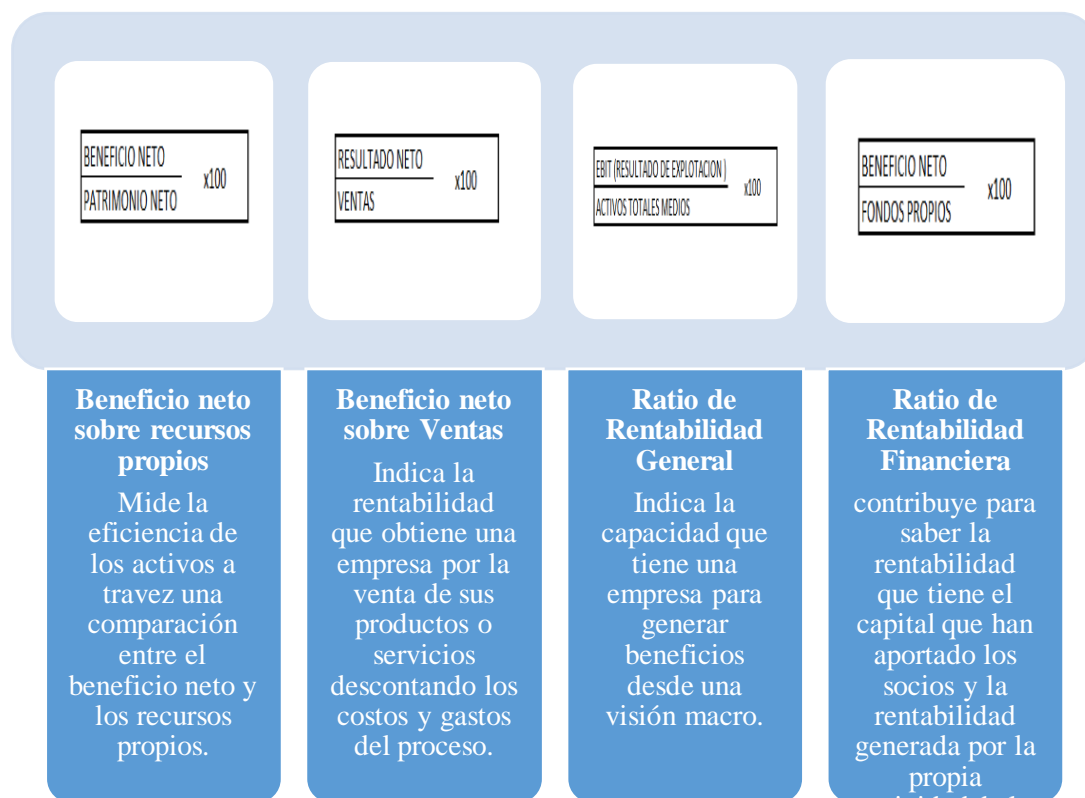 BENEFICIO NETO
PATRIMONIO NETO
x100
RESULTADO NETO
VENTAS
x100
EBIT (RESULTADO DE EXPLOTACION )
ACTIVOS TOTALES MEDIOS
x100
BENEFICIO NETO
FONDOS PROPIOS
x100
Beneficio neto
sobre recursos
propios
Mide la
eficiencia de
los activos a
travez una
comparación
entre el
beneficio neto y
los recursos
propios.
Beneficio neto
sobre Ventas
Indica la
rentabilidad
que obtiene una
empresa por la
venta de sus
productos o
servicios
descontando los
costos y gastos
del proceso.
Ratio de
Rentabilidad
General
Indica la
capacidad que
tiene una
empresa para
generar
beneficios
desde una
visión macro.
Ratio de
Rentabilidad
Financiera
contribuye para
saber la
rentabilidad
que tiene el
capital que han
aportado los
socios y la
rentabilidad
generada por la
propia